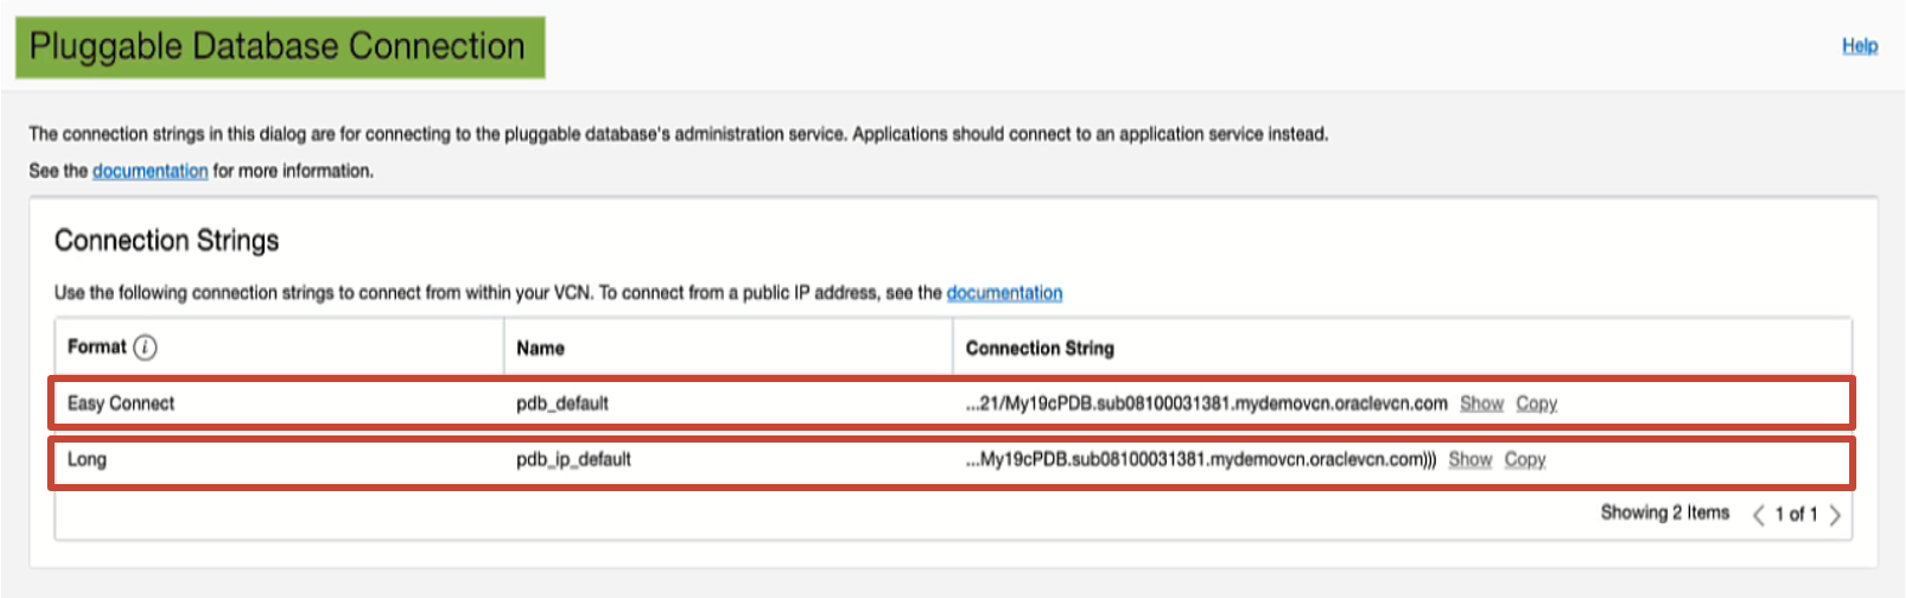 Pluggable Database Connection
Help
The connection strings in this dialog are for connecting to the pluggable database's administration service. Applications should connect to an application service instead.
See the documentation for more information.
Connection Strings
Use the following connection strings to connect from within your VCN. To connect from a public IP address, see the documentation
Format i Name Connection String
Easy Connect pdb_default ...21/My19cPDB.sub08100031381.mydemovcn.oraclevcn.com Show Copy
Long pdb_ip_default ...My19cPDB.sub08100031381.mydemovcn.oraclevcn.com))) Show Copy
Showing 2 Items < 1 of 1 >